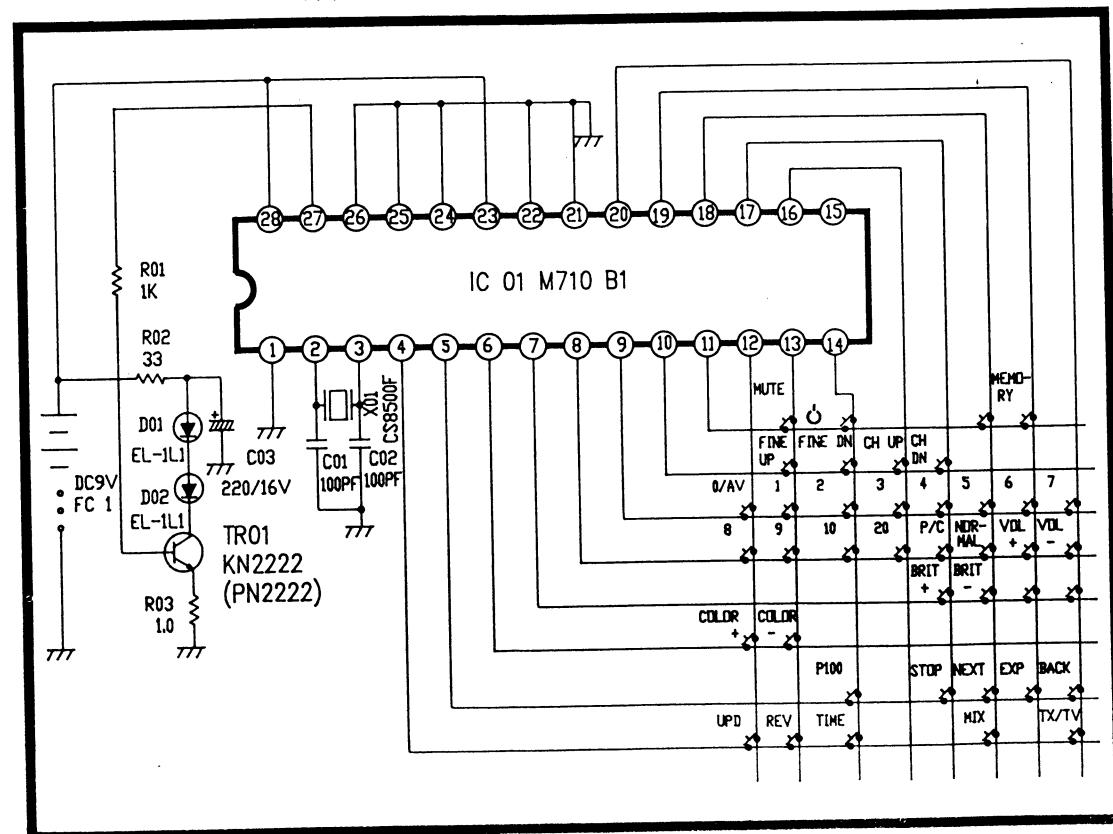 28 27 26 25 24 23 22 21 20 19 18 17 16 15
IC 01 M710 B1
1 2 3 4 5 6 7 8 9 10 11 12 13 14
R01
1K
R02
33
D01
EL-1L1
D02
EL-1L1
C03
220/16V
DC9V
FC 1
TR01
KN2222
(PN2222)
R03
1.0
X01
CS8500F
C01
100PF
C02
100PF
MUTE
MEMO-
RY
FINE
UP
FINE DN
CH UP
CH
DN
0/AV 1 2 3 4 5 6 7
8 9 10 20 P/C NOR-
MAL
VOL
+
VOL
-
BRIT
+
BRIT
-
COLOR
+
COLOR
-
P100 STOP NEXT EXP BACK
UPD REV TIME MIX TX/TV